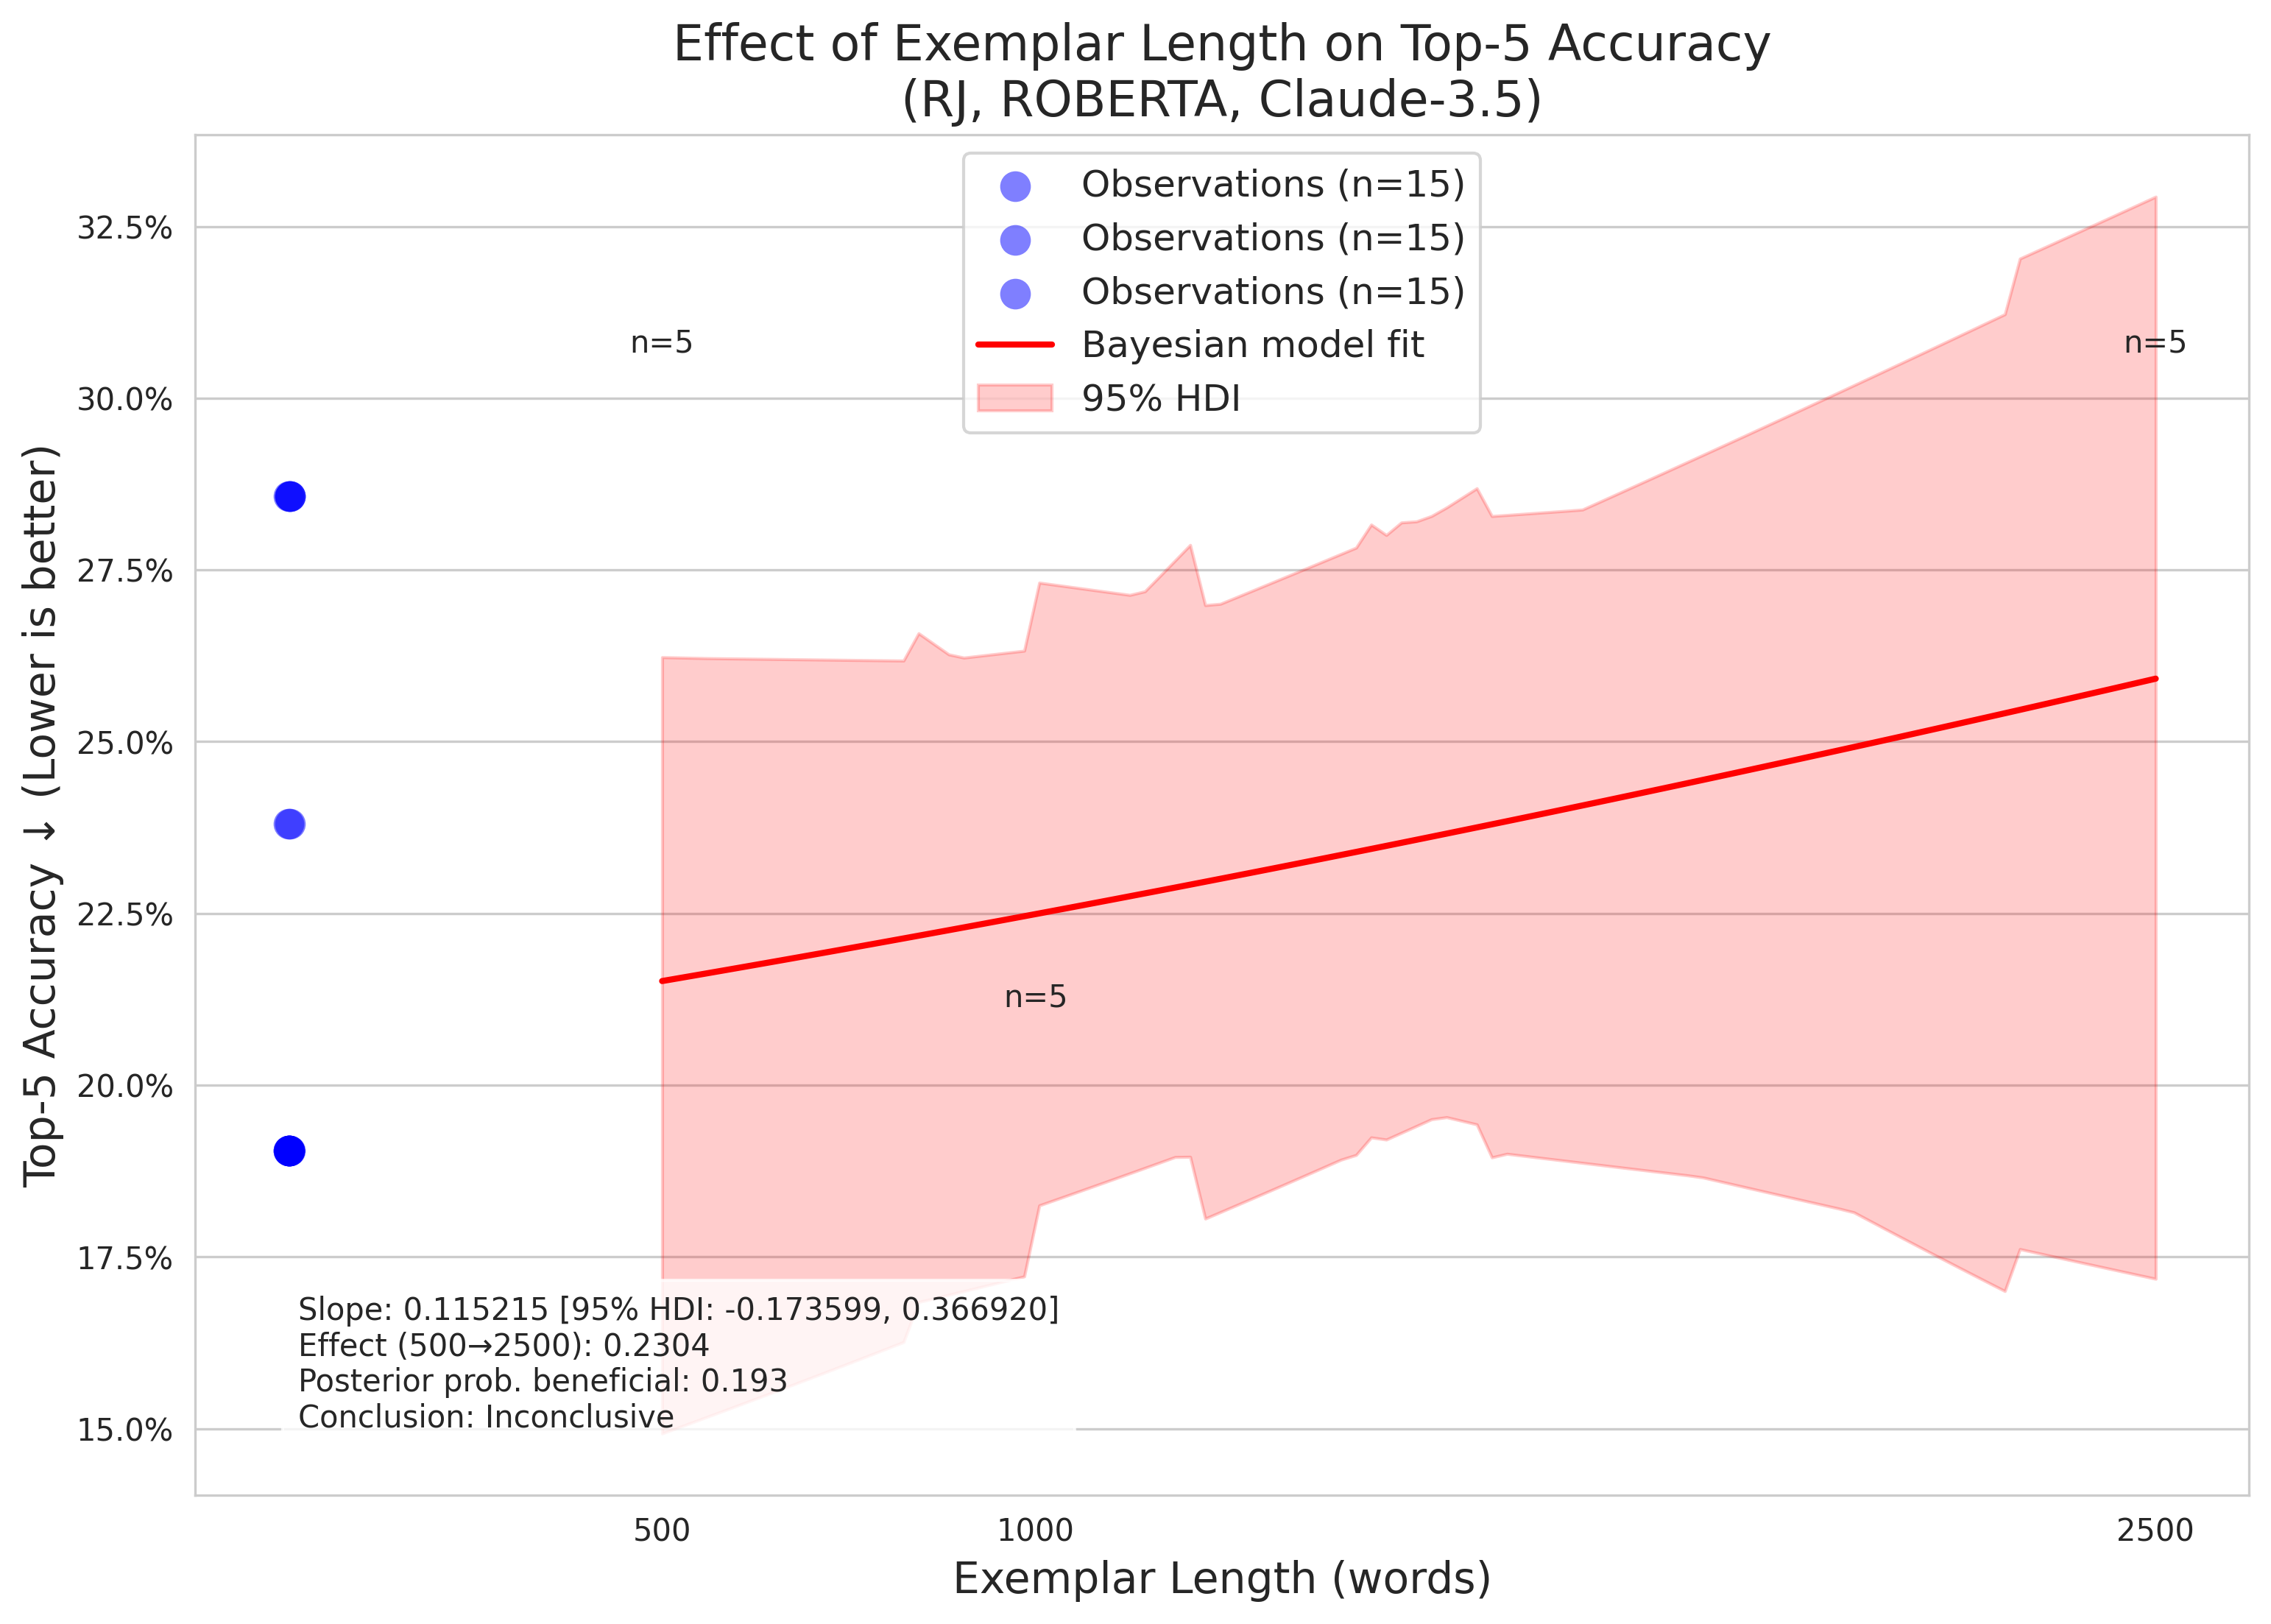 Effect of Exemplar Length on Top-5 Accuracy
(RJ, ROBERTA, Claude-3.5)
Observations (n=15)
Observations (n=15)
Observations (n=15)
Bayesian model fit
95% HDI
n=5
n=5
n=5
32.5%
30.0%
27.5%
25.0%
22.5%
20.0%
17.5%
15.0%
Top-5 Accuracy ↓ (Lower is better)
Slope: 0.115215 [95% HDI: -0.173599, 0.366920]
Effect (500→2500): 0.2304
Posterior prob. beneficial: 0.193
Conclusion: Inconclusive
500
1000
2500
Exemplar Length (words)